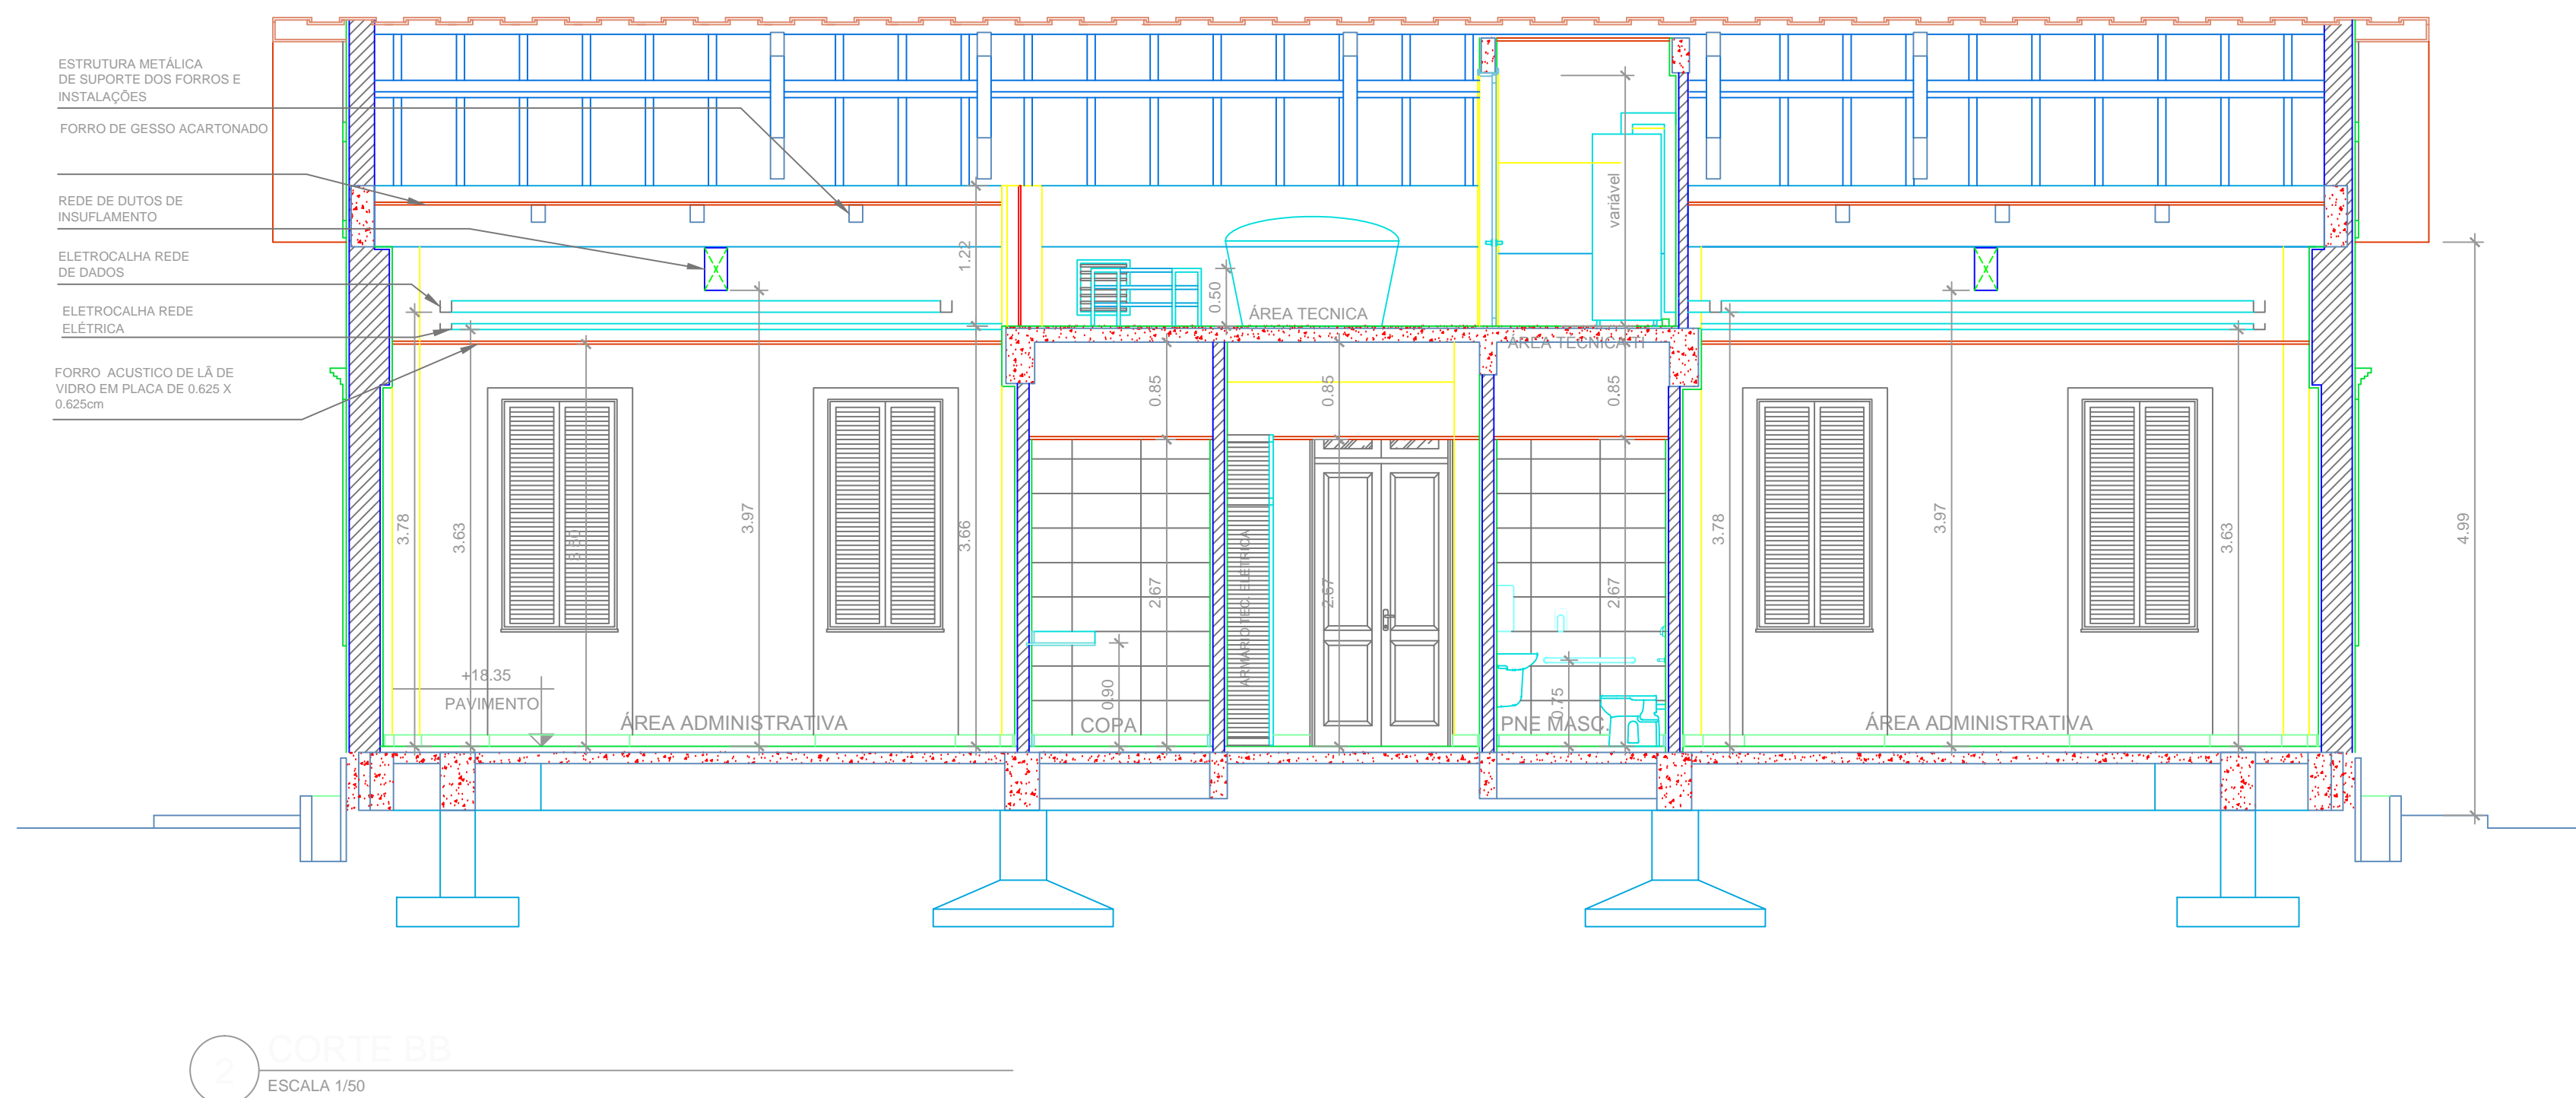 ESTRUTURA METÁLICA
DE SUPORTE DOS FORROS E
INSTALAÇÕES
FORRO DE GESSO ACARTONADO
REDE DE DUTOS DE
INSUFLAMENTO
ELETROCALHA REDE
DE DADOS
ELETROCALHA REDE
ELÉTRICA
FORRO ACUSTICO DE LÃ DE
VIDRO EM PLACA DE 0.625 X
0.625cm
variável
1.22
0.50
ÁREA TECNICA
ÁREA TECNICA TI
0.85
0.85
0.85
3.78
3.63
3.97
3.66
2.67
2.67
2.67
3.78
3.97
3.63
4.99
ARMARIO TEC. ELETRICA
+18.35
PAVIMENTO
0.90
0.75
ÁREA ADMINISTRATIVA
COPA
PNE MASC.
ÁREA ADMINISTRATIVA
2
CORTE BB
ESCALA 1/50